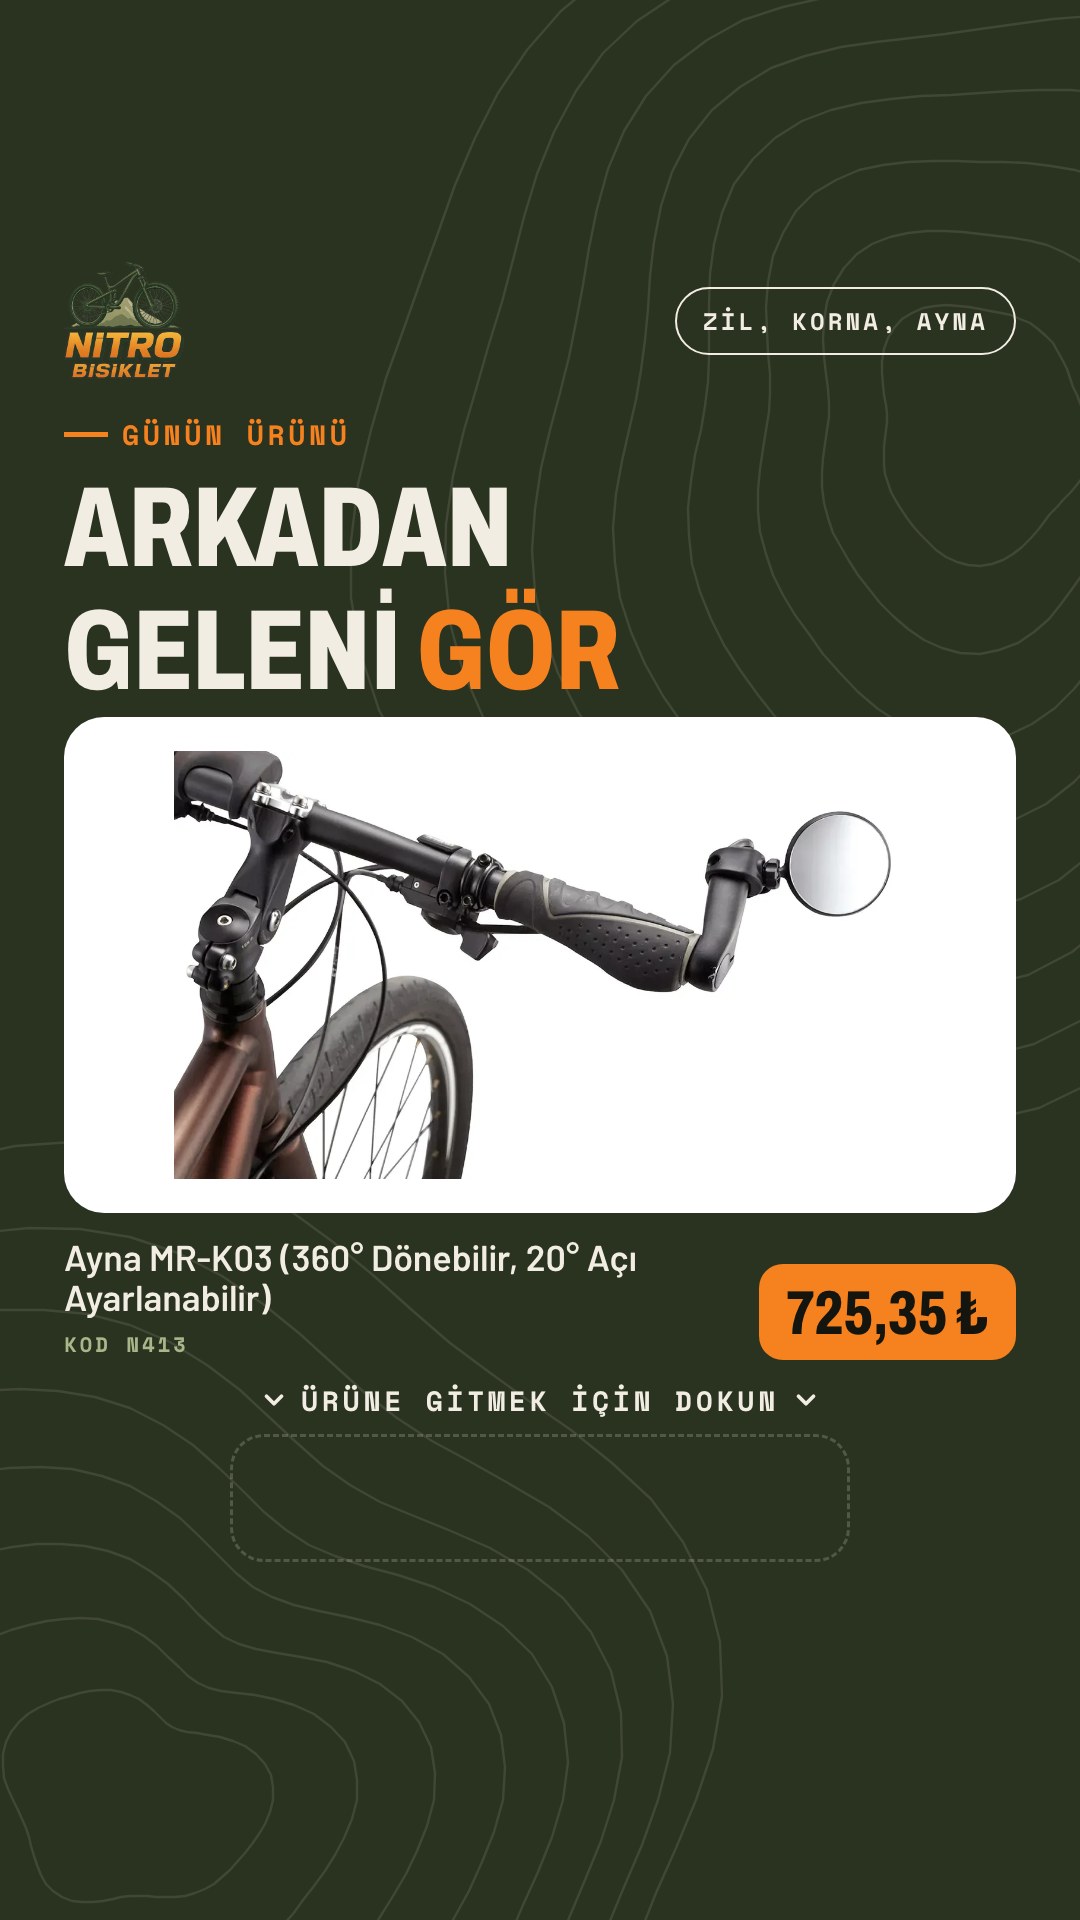 NiTRO
BiSiKLET
ZİL, KORNA, AYNA
GÜNÜN ÜRÜNÜ
ARKADAN
GELENİ GÖR
Ayna MR-K03 (360° Dönebilir, 20° Açı
Ayarlanabilir)
KOD N413
725,35 ₺
ÜRÜNE GİTMEK İÇİN DOKUN